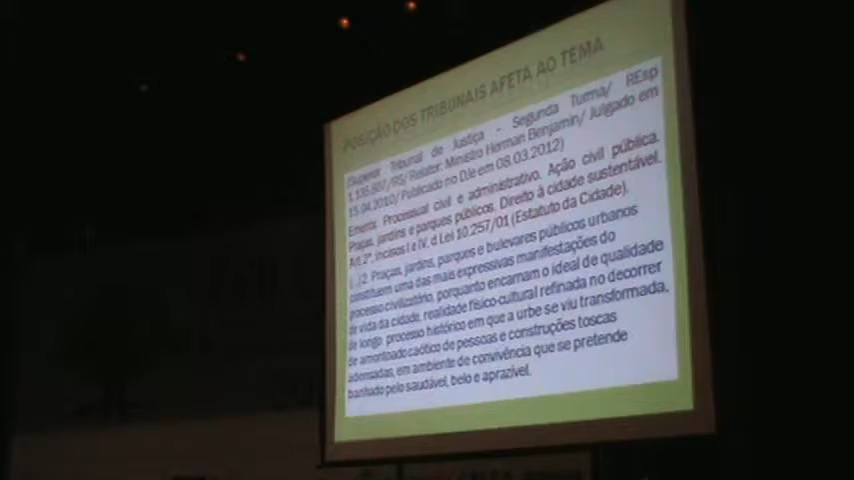 POSIÇÃO DOS TRIBUNAIS AFETA AO TEMA
(Superior Tribunal de Justiça - Segunda Turma/ REsp
1.135.807/RS/ Relator: Ministro Herman Benjamin/ Julgado em
15.04.2010/ Publicado no DJe em 08.03.2012)
Ementa: Processual civil e administrativo. Ação civil pública.
Praças, jardins e parques públicos. Direito à cidade sustentável.
Art. 2º, incisos I e IV, d Lei 10.257/01 (Estatuto da Cidade).
(...) 2. Praças, jardins, parques e bulevares públicos urbanos
constituem uma das mais expressivas manifestações do
processo civilizatório, porquanto encarnam o ideal de qualidade
de vida da cidade, realidade físico-cultural refinada no decorrer
de longo processo histórico em que a urbe se viu transformada,
de amontoado caótico de pessoas e construções toscas
adensadas, em ambiente de convivência que se pretende
banhado pelo saudável, belo e aprazível.